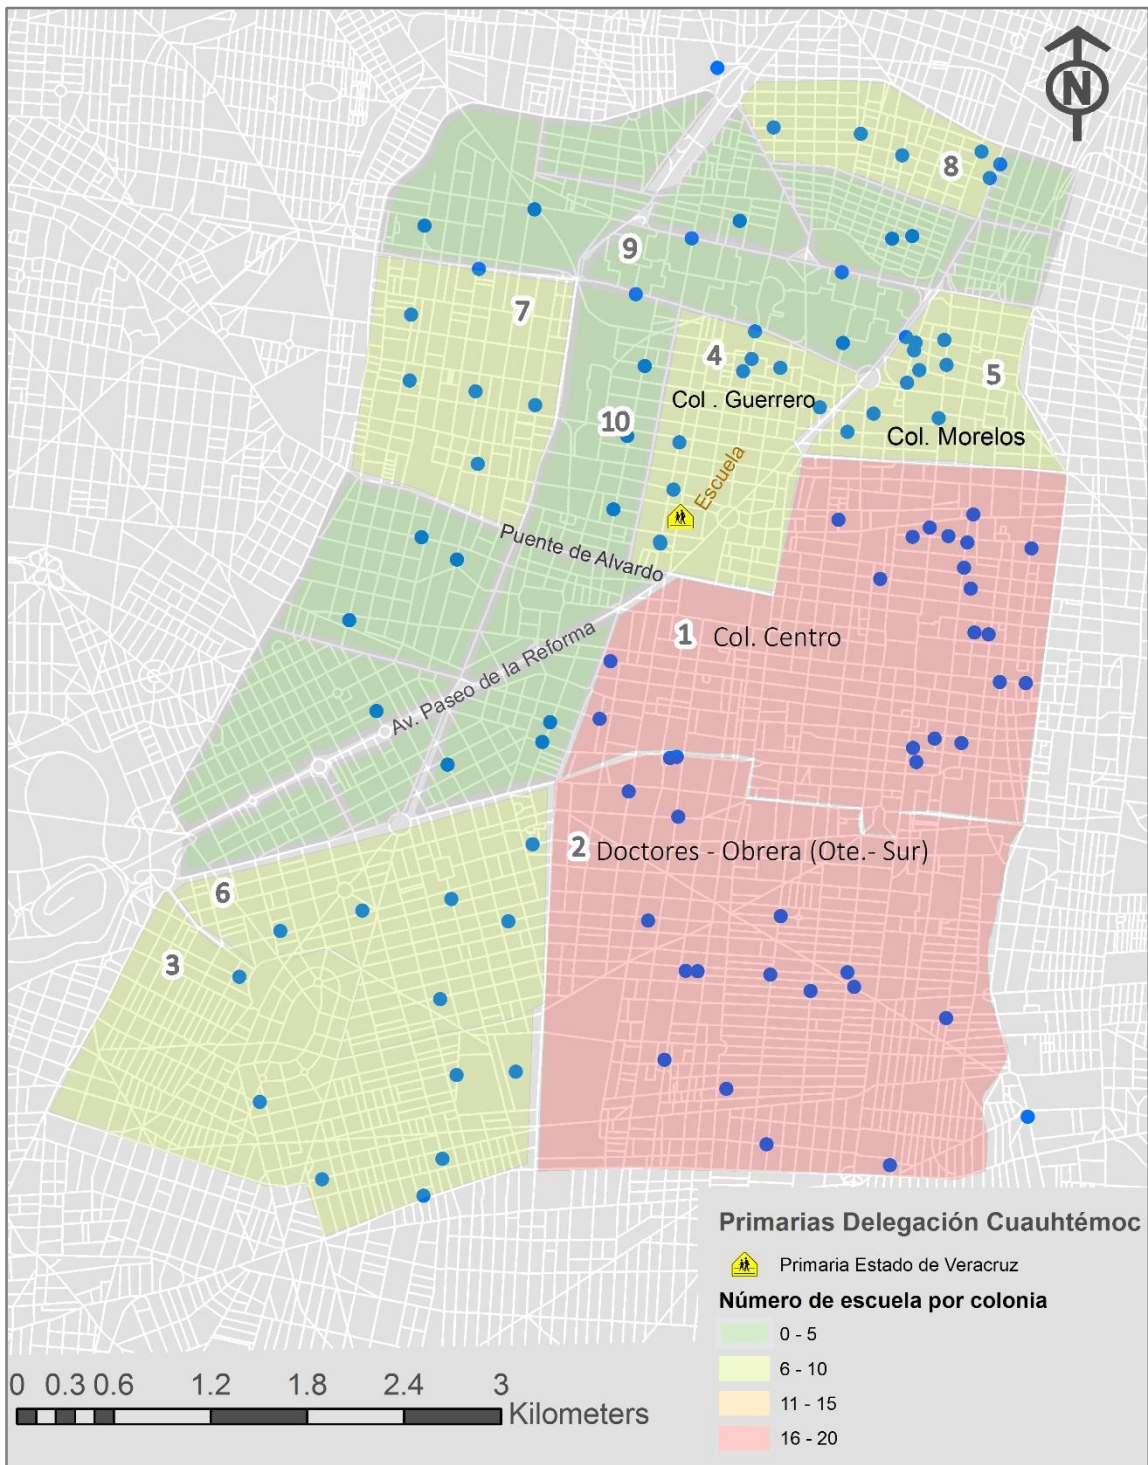 N
8
9
7
4
5
Col . Guerrero
10
Col. Morelos
Escuela
Puente de Alvardo
1 Col. Centro
Av. Paseo de la Reforma
2 Doctores - Obrera (Ote.- Sur)
6
3
Primarias Delegación Cuauhtémoc
Primaria Estado de Veracruz
Número de escuela por colonia
0 - 5
6 - 10
11 - 15
16 - 20
0 0.3 0.6 1.2 1.8 2.4 3
Kilometers